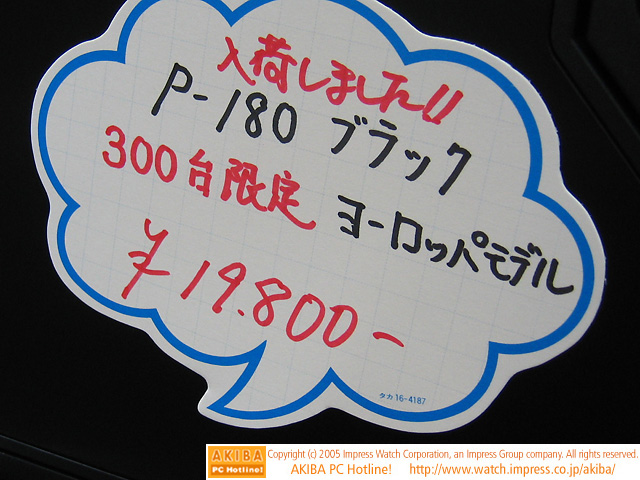 入荷しました!!
P-180 ブラック
300台限定 ヨーロッパモデル
¥19.800-
タカ 16-4187
AKIBA PC Hotline!
Copyright (c) 2005 Impress Watch Corporation, an Impress Group company. All rights reserved.
AKIBA PC Hotline! http://www.watch.impress.co.jp/akiba/